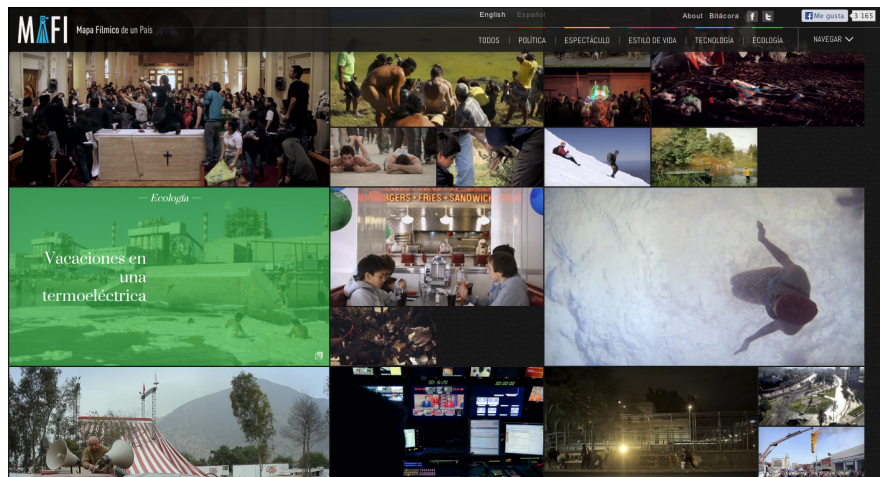 MAFI Mapa Fílmico de un País
English Español
About Bitácora
Me gusta 3 165
TODOS | POLÍTICA | ESPECTÁCULO | ESTILO DE VIDA | TECNOLOGÍA | ECOLOGÍA
NAVEGAR
— Ecología —
Vacaciones en
una
termoeléctrica
GERS • FRIES • SANDWICH